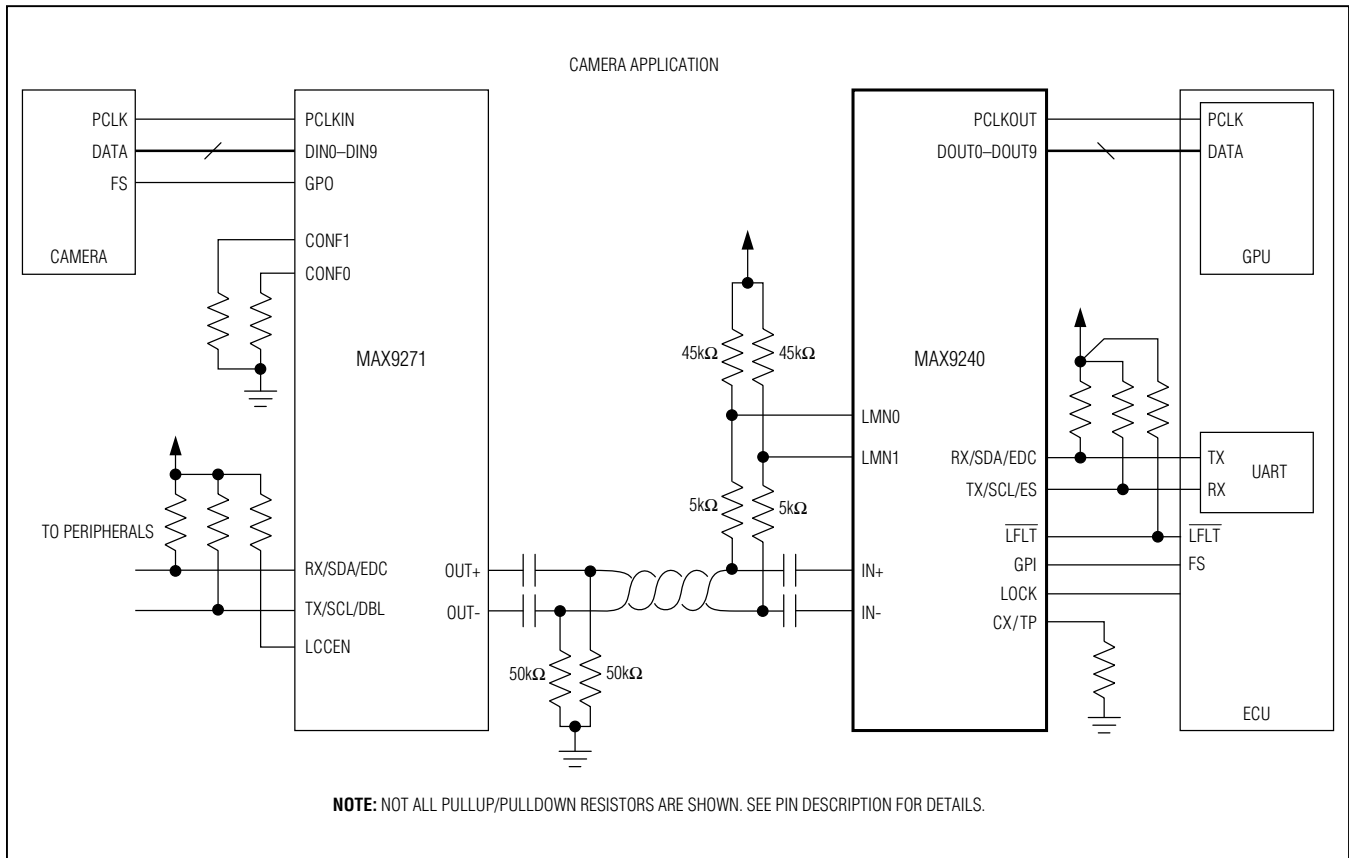 CAMERA APPLICATION
PCLK
DATA
FS
CAMERA
PCLKIN
DIN0–DIN9
GPO
CONF1
CONF0
MAX9271
TO PERIPHERALS
RX/SDA/EDC
TX/SCL/DBL
LCCEN
OUT+
OUT-
50kΩ
50kΩ
45kΩ
45kΩ
5kΩ
5kΩ
LMN0
LMN1
IN+
IN-
MAX9240
PCLKOUT
DOUT0–DOUT9
RX/SDA/EDC
TX/SCL/ES
LFLT
GPI
LOCK
CX/TP
PCLK
DATA
GPU
TX
RX
UART
LFLT
FS
ECU
NOTE: NOT ALL PULLUP/PULLDOWN RESISTORS ARE SHOWN. SEE PIN DESCRIPTION FOR DETAILS.